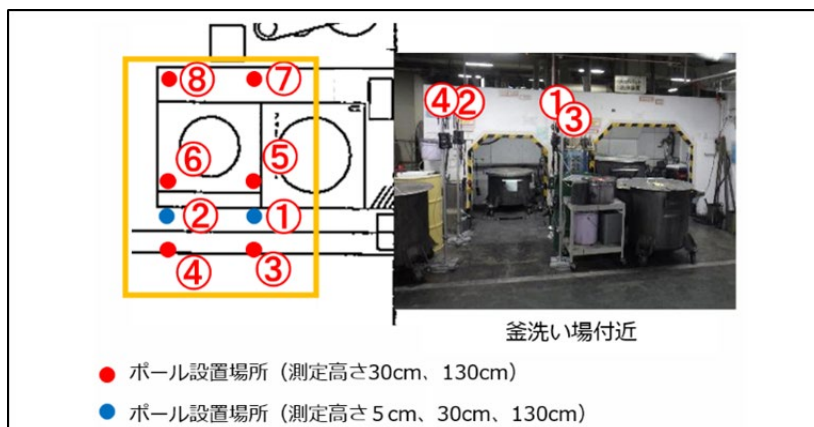 ⑧ ⑦
⑥ ⑤
② ①
④ ③
④② ①
③
釜洗い場付近
● ポール設置場所（測定高さ30cm、130cm）
● ポール設置場所（測定高さ５cm、30cm、130cm）